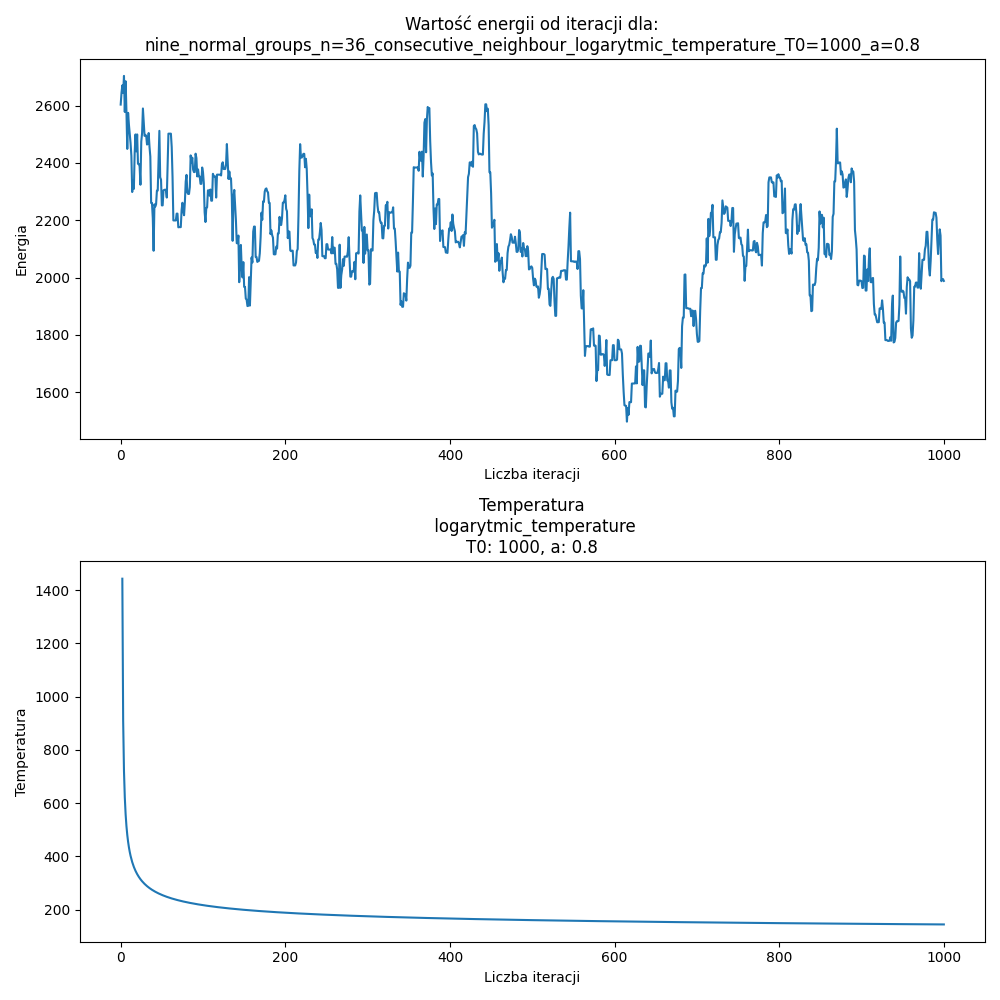 Wartość energii od iteracji dla:
nine_normal_groups_n=36_consecutive_neighbour_logarytmic_temperature_T0=1000_a=0.8
Energia
2600
2400
2200
2000
1800
1600
0 200 400 600 800 1000
Liczba iteracji
Temperatura
logarytmic_temperature
T0: 1000, a: 0.8
Temperatura
1400
1200
1000
800
600
400
200
0 200 400 600 800 1000
Liczba iteracji